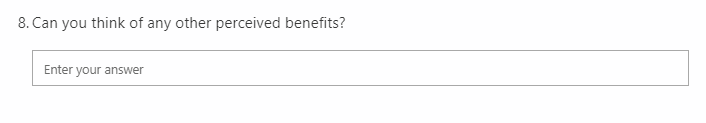 8. Can you think of any other perceived benefits?
Enter your answer